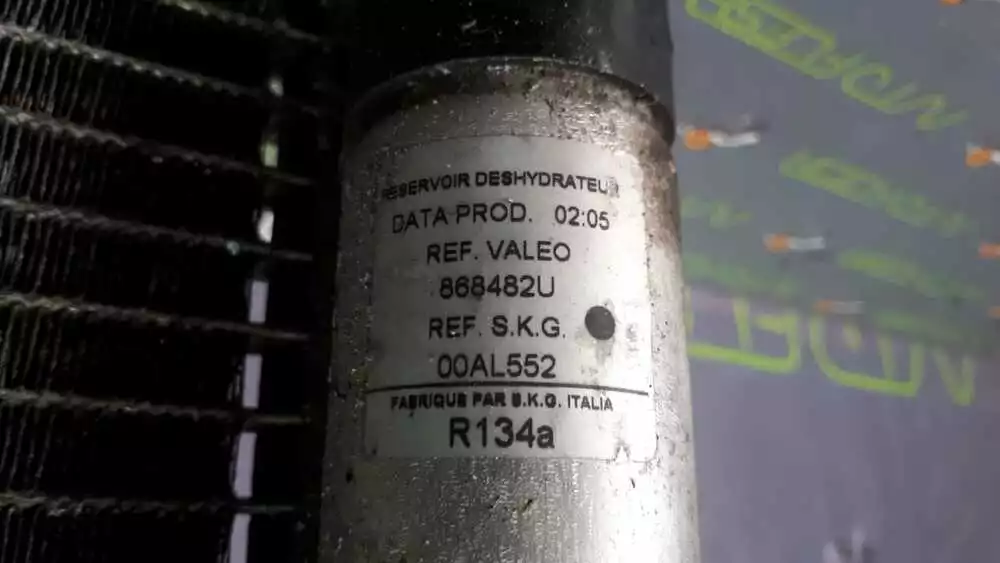 RESERVOIR DESHYDRATEUR
DATA PROD. 02:05
REF. VALEO
868482U
REF. S.K.G.
00AL552
FABRIQUE PAR S.K.G. ITALIA
R134a